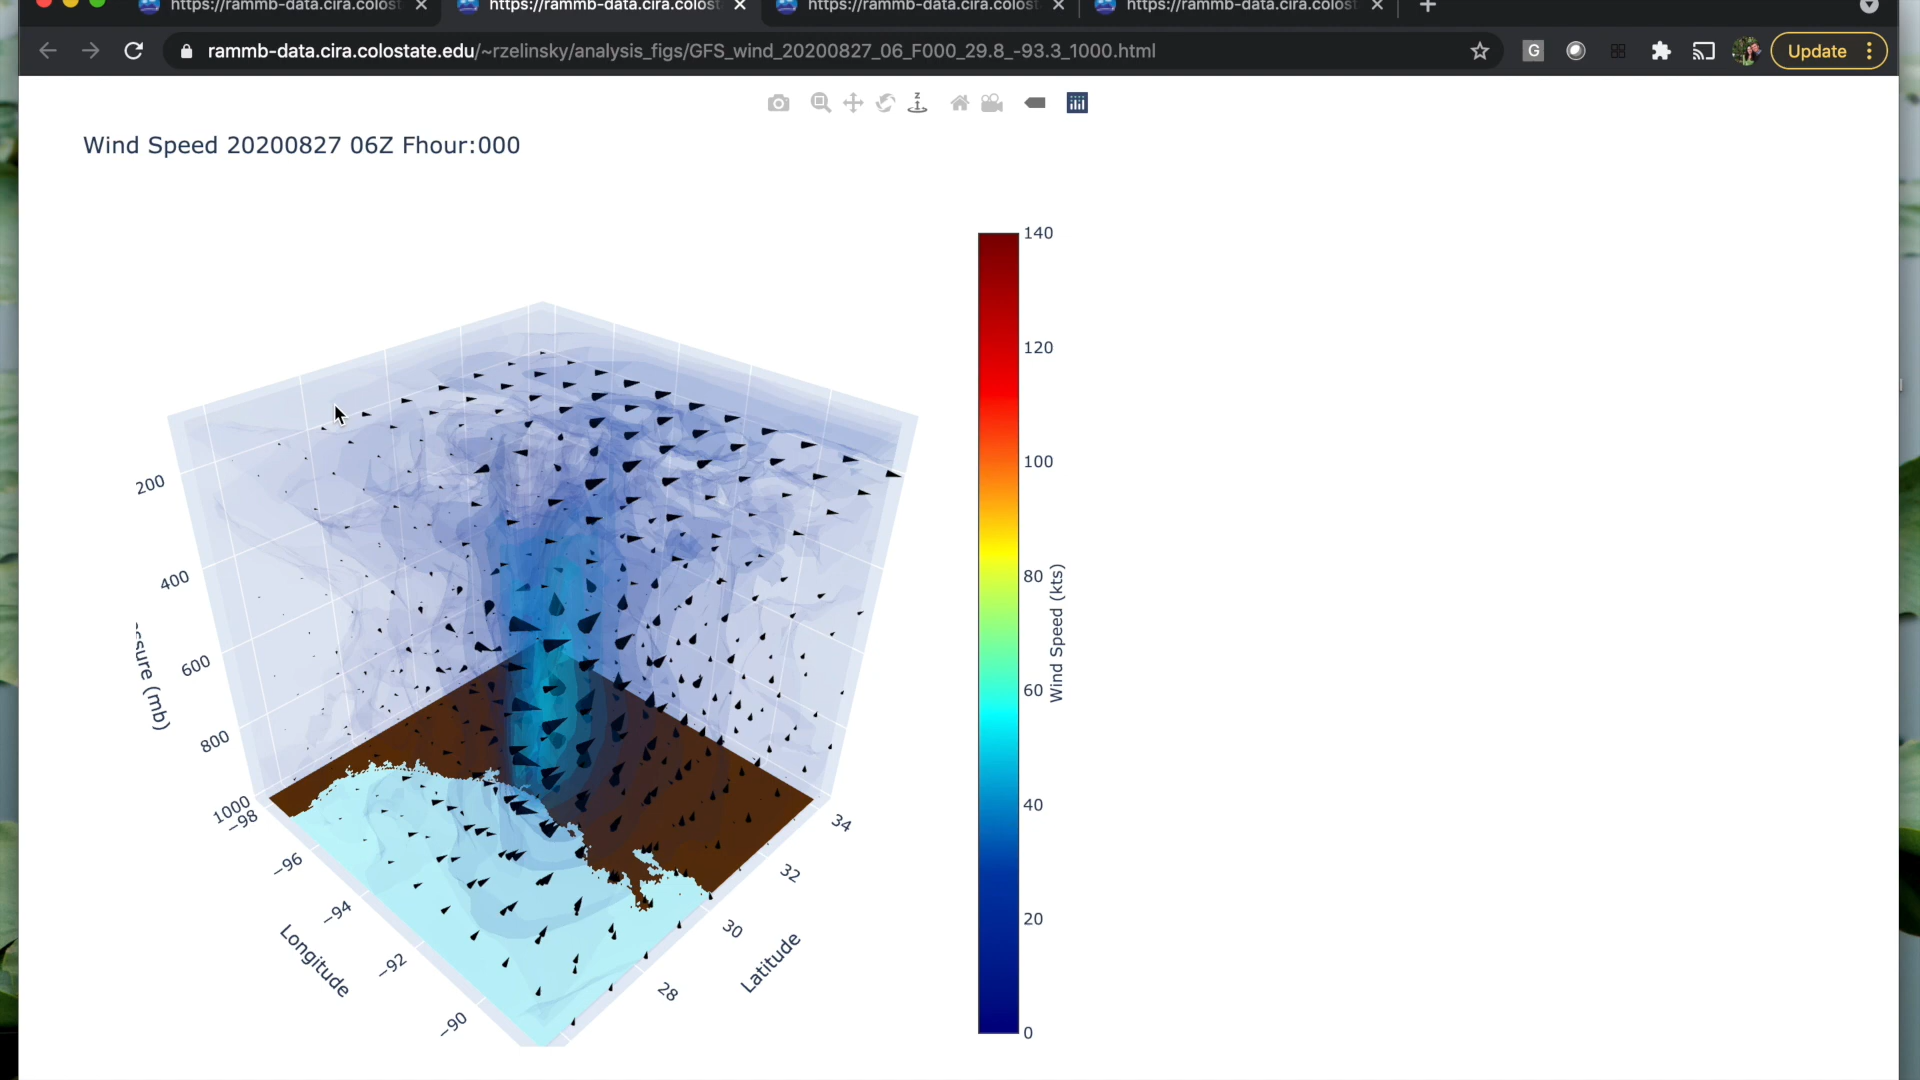 https://rammb-data.cira.colost
https://rammb-data.cira.colost
https://rammb-data.cira.colost
https://rammb-data.cira.colost
rammb-data.cira.colostate.edu/~rzelinsky/analysis_figs/GFS_wind_20200827_06_F000_29.8_-93.3_1000.html
G
Update
Z
Wind Speed 20200827 06Z Fhour:000
140
120
100
80
60
40
20
0
Wind Speed (kts)
200
400
600
800
1000
ssure (mb)
−98
−96
−94
−92
−90
Longitude
34
32
30
28
Latitude